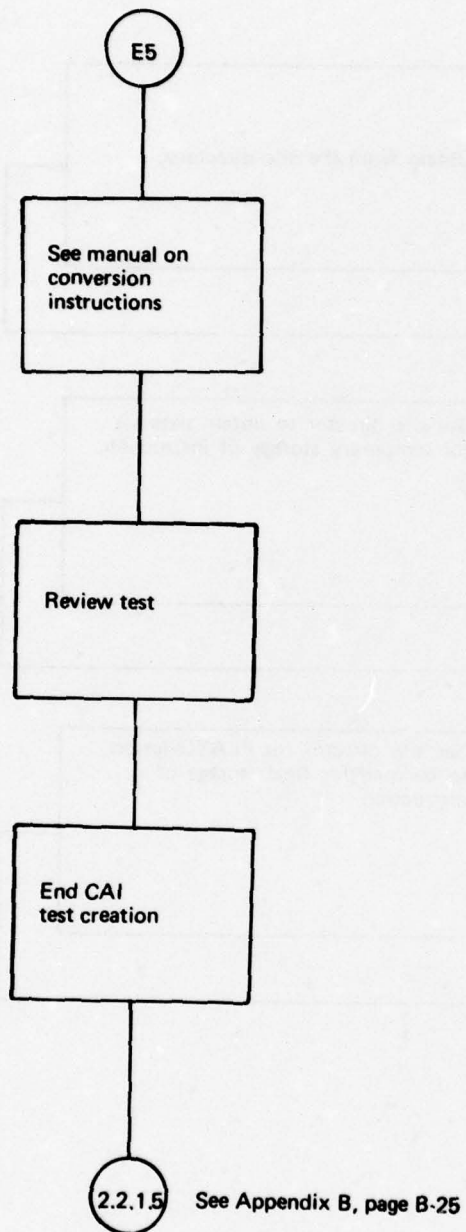 E5
See manual on
conversion
instructions
Review test
End CAI
test creation
2.2.1.5 See Appendix B, page B-25